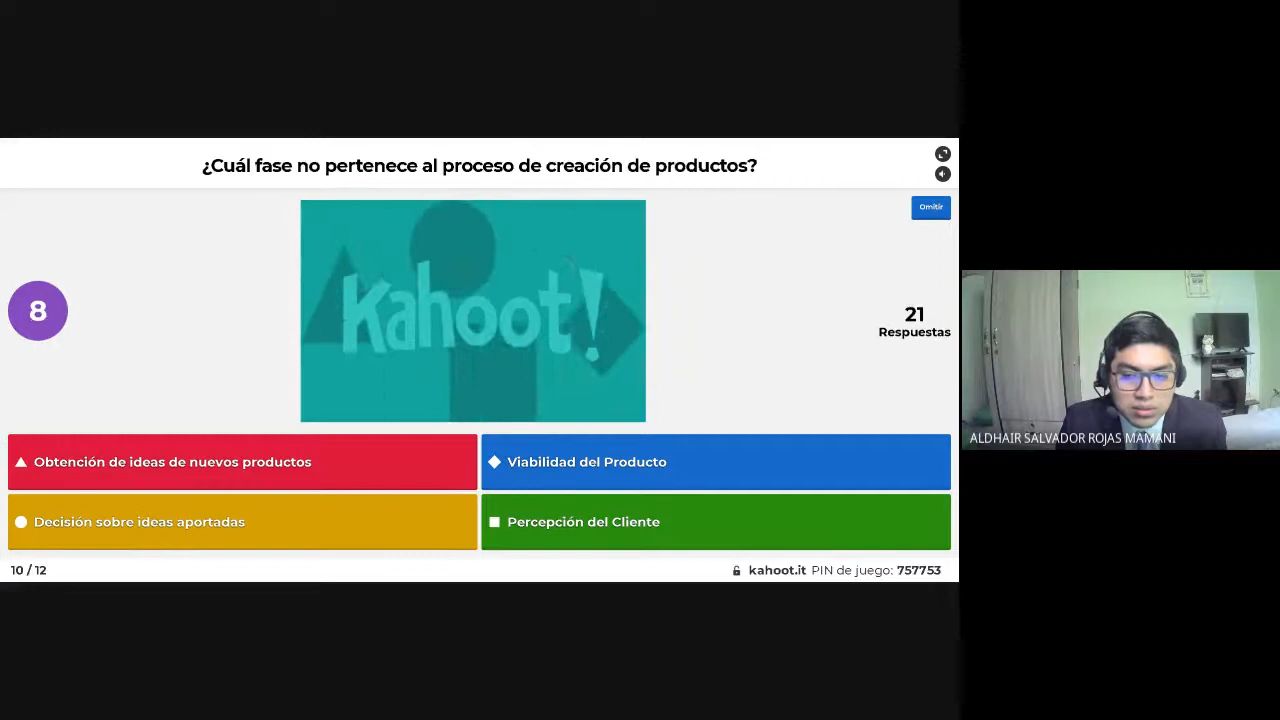 ¿Cuál fase no pertenece al proceso de creación de productos?
Omitir
Kahoot!
8
21
Respuestas
Obtención de ideas de nuevos productos
Viabilidad del Producto
Decisión sobre ideas aportadas
Percepción del Cliente
10 / 12
kahoot.it PIN de juego: 757753
ALDHAIR SALVADOR ROJAS MAMANI